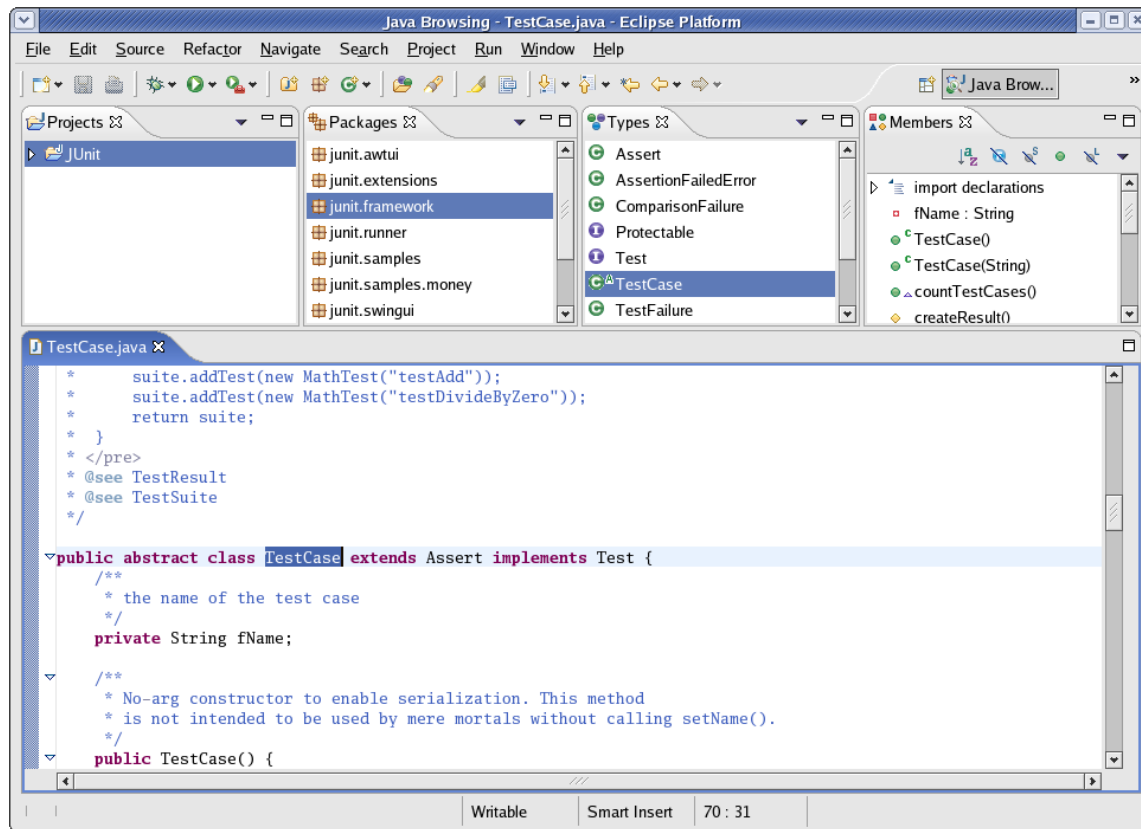 Java Browsing - TestCase.java - Eclipse Platform
File Edit Source Refactor Navigate Search Project Run Window Help
Java Brow... »
Projects
JUnit
Packages
junit.awtui
junit.extensions
junit.framework
junit.runner
junit.samples
junit.samples.money
junit.swingui
Types
Assert
AssertionFailedError
ComparisonFailure
Protectable
Test
TestCase
TestFailure
Members
import declarations
fName : String
TestCase()
TestCase(String)
countTestCases()
createResult()
TestCase.java
*      suite.addTest(new MathTest("testAdd"));
*      suite.addTest(new MathTest("testDivideByZero"));
*      return suite;
*  }
* </pre>
* @see TestResult
* @see TestSuite
*/
public abstract class TestCase extends Assert implements Test {
/**
* the name of the test case
*/
private String fName;
/**
* No-arg constructor to enable serialization. This method
* is not intended to be used by mere mortals without calling setName().
*/
public TestCase() {
Writable Smart Insert 70 : 31